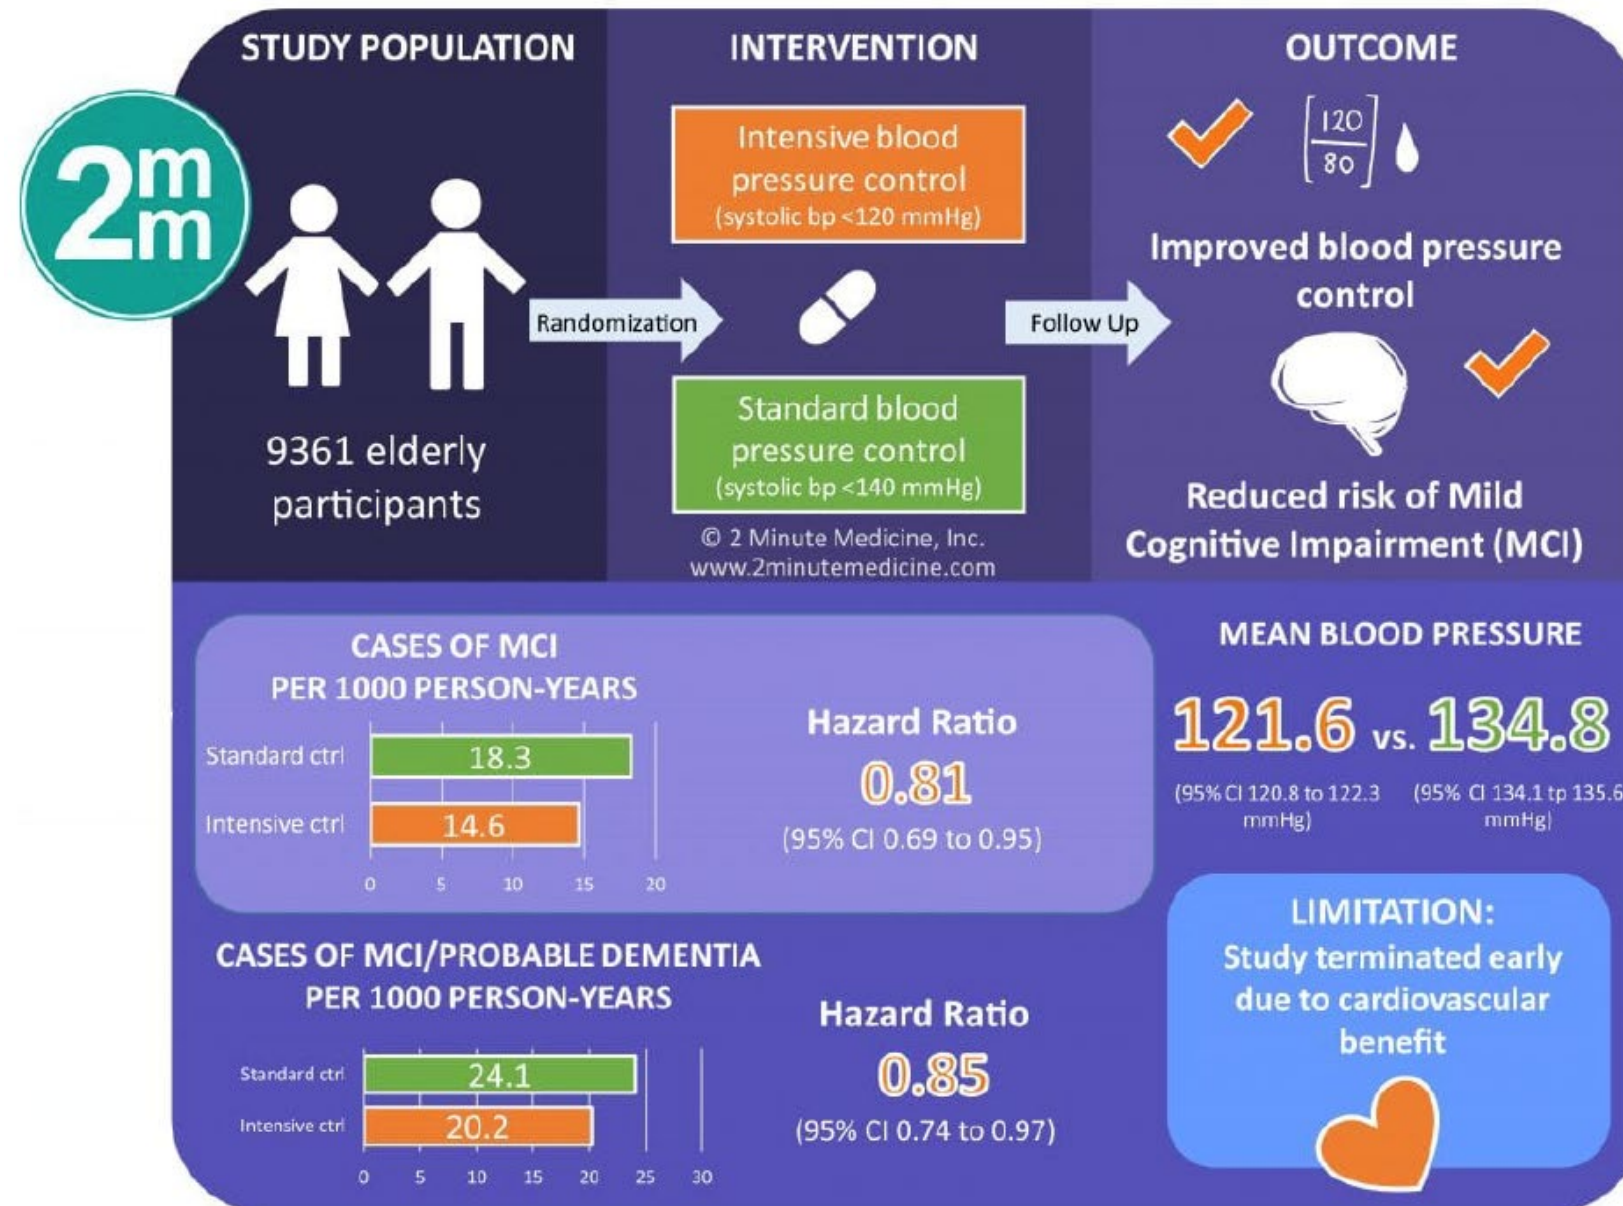 2 m
m
STUDY POPULATION
9361 elderly
participants
Randomization
INTERVENTION
Intensive blood
pressure control
(systolic bp <120 mmHg)
Standard blood
pressure control
(systolic bp <140 mmHg)
© 2 Minute Medicine, Inc.
www.2minutemedicine.com
Follow Up
OUTCOME
120
80
Improved blood pressure
control
Reduced risk of Mild
Cognitive Impairment (MCI)
CASES OF MCI
PER 1000 PERSON-YEARS
Standard ctrl 18.3
Intensive ctrl 14.6
0 5 10 15 20
Hazard Ratio
0.81
(95% CI 0.69 to 0.95)
CASES OF MCI/PROBABLE DEMENTIA
PER 1000 PERSON-YEARS
Standard ctrl 24.1
Intensive ctrl 20.2
0 5 10 15 20 25 30
Hazard Ratio
0.85
(95% CI 0.74 to 0.97)
MEAN BLOOD PRESSURE
121.6 vs. 134.8
(95% CI 120.8 to 122.3
mmHg)
(95% CI 134.1 tp 135.6
mmHg)
LIMITATION:
Study terminated early
due to cardiovascular
benefit